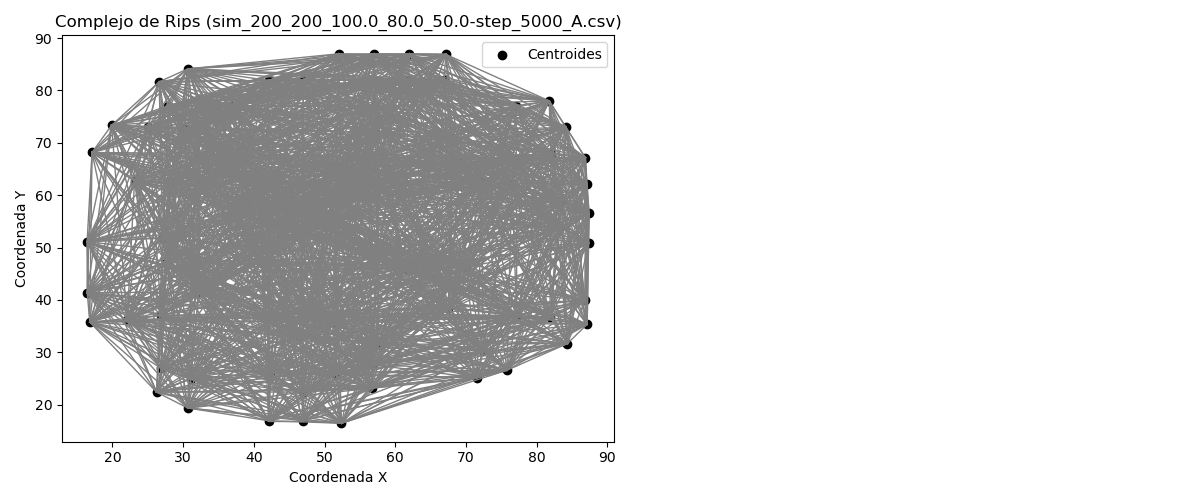 Complejo de Rips (sim_200_200_100.0_80.0_50.0-step_5000_A.csv)
Centroides
90
80
70
60
50
40
30
20
Coordenada Y
20 30 40 50 60 70 80 90
Coordenada X